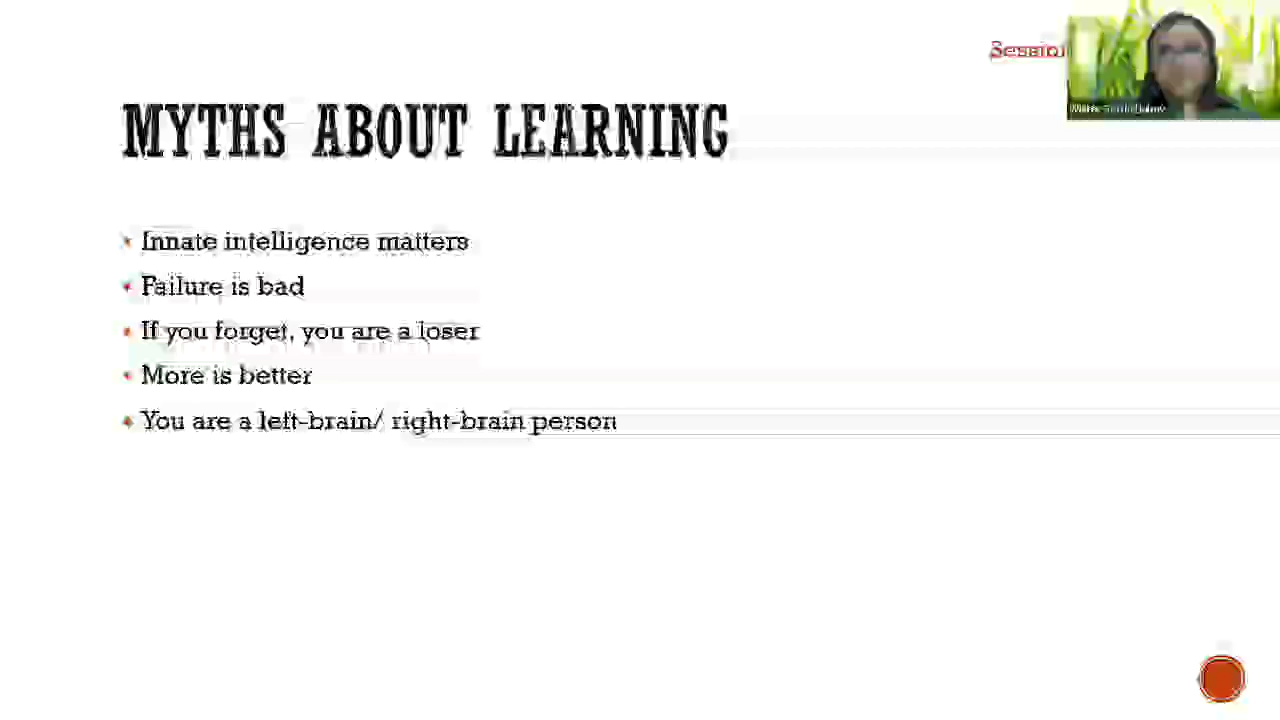 MYTHS ABOUT LEARNING
Innate intelligence matters
Failure is bad
If you forget, you are a loser
More is better
You are a left-brain/ right-brain person